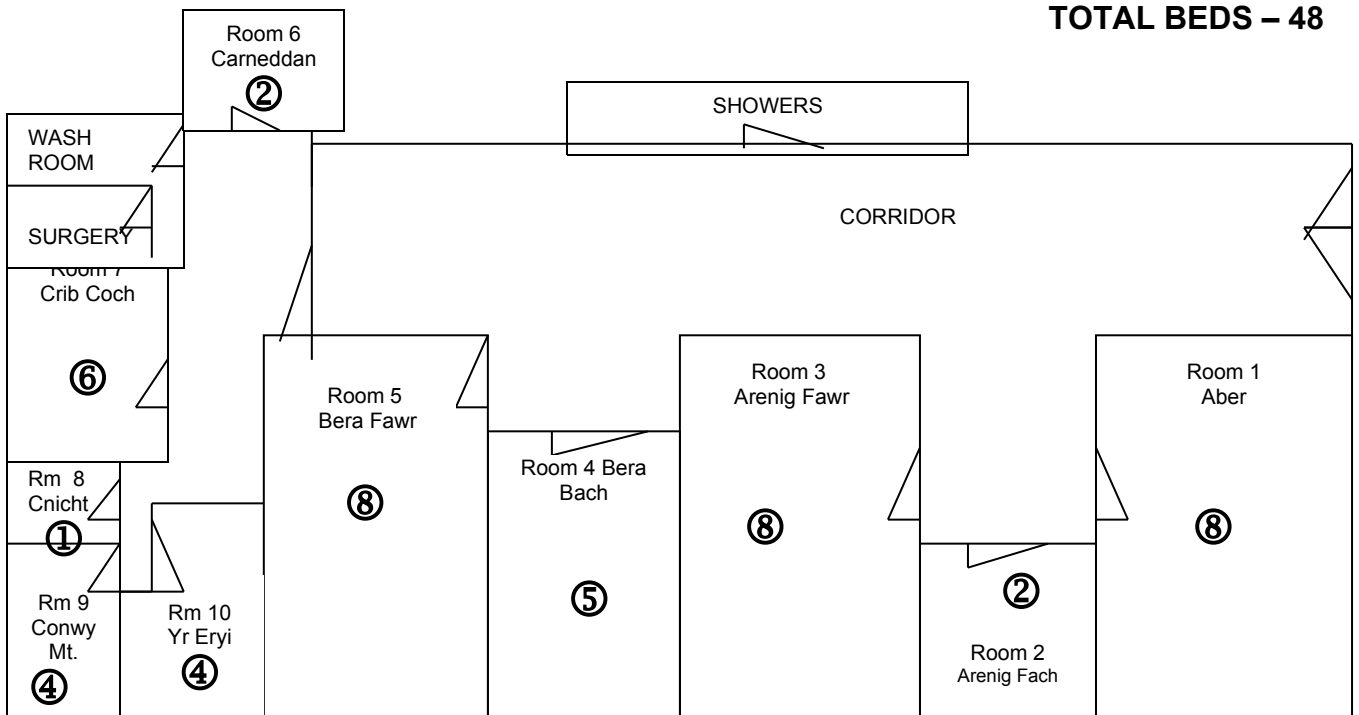 TOTAL BEDS – 48
Room 6
Carneddan
②
SHOWERS
WASH
ROOM
CORRIDOR
SURGERY
Room 7
Crib Coch
⑥
Room 5
Bera Fawr
⑧
Room 3
Arenig Fawr
⑧
Room 1
Aber
⑧
Room 4 Bera
Bach
⑤
Rm 8
Cnicht
①
②
Room 2
Arenig Fach
Rm 9
Conwy
Mt.
④
Rm 10
Yr Eryi
④